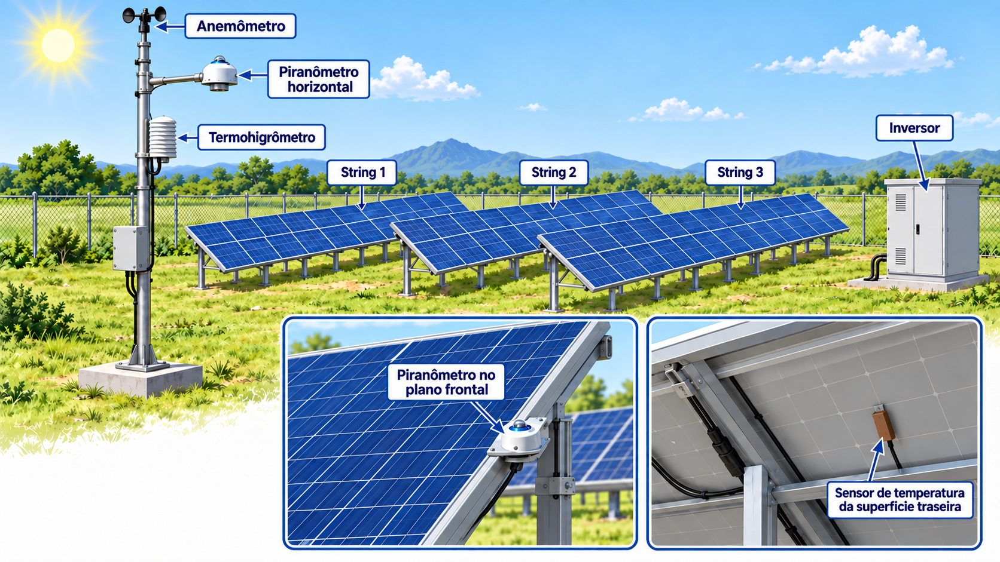 Anemômetro
Piranômetro
horizontal
Termohigrômetro
Inversor
String 1
String 2
String 3
Piranômetro no
plano frontal
Sensor de temperatura
da superficie traseira